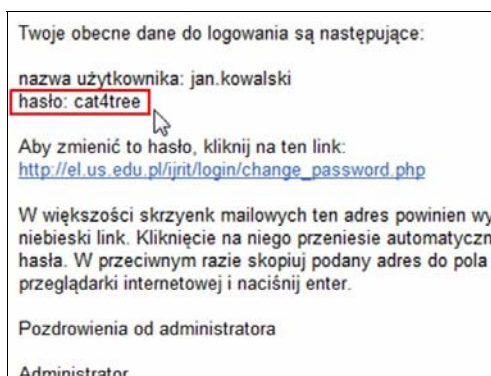 Twoje obecne dane do logowania są następujące:
nazwa użytkownika: jan.kowalski
hasło: cat4tree
Aby zmienić to hasło, kliknij na ten link:
http://el.us.edu.pl/ijrit/login/change_password.php
W większości skrzyenk mailowych ten adres powinien wy
niebieski link. Kliknięcie na niego przeniesie automatyczn
hasła. W przeciwnym razie skopiuj podany adres do pola
przeglądarki internetowej i naciśnij enter.
Pozdrowienia od administratora
Administrator